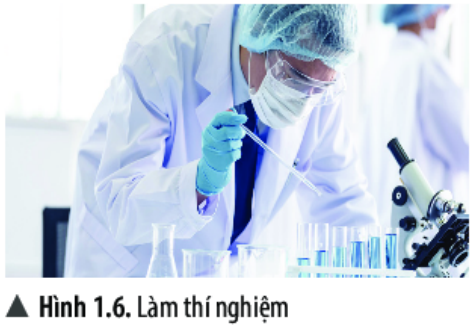 ▲ Hình 1.6. Làm thí nghiệm